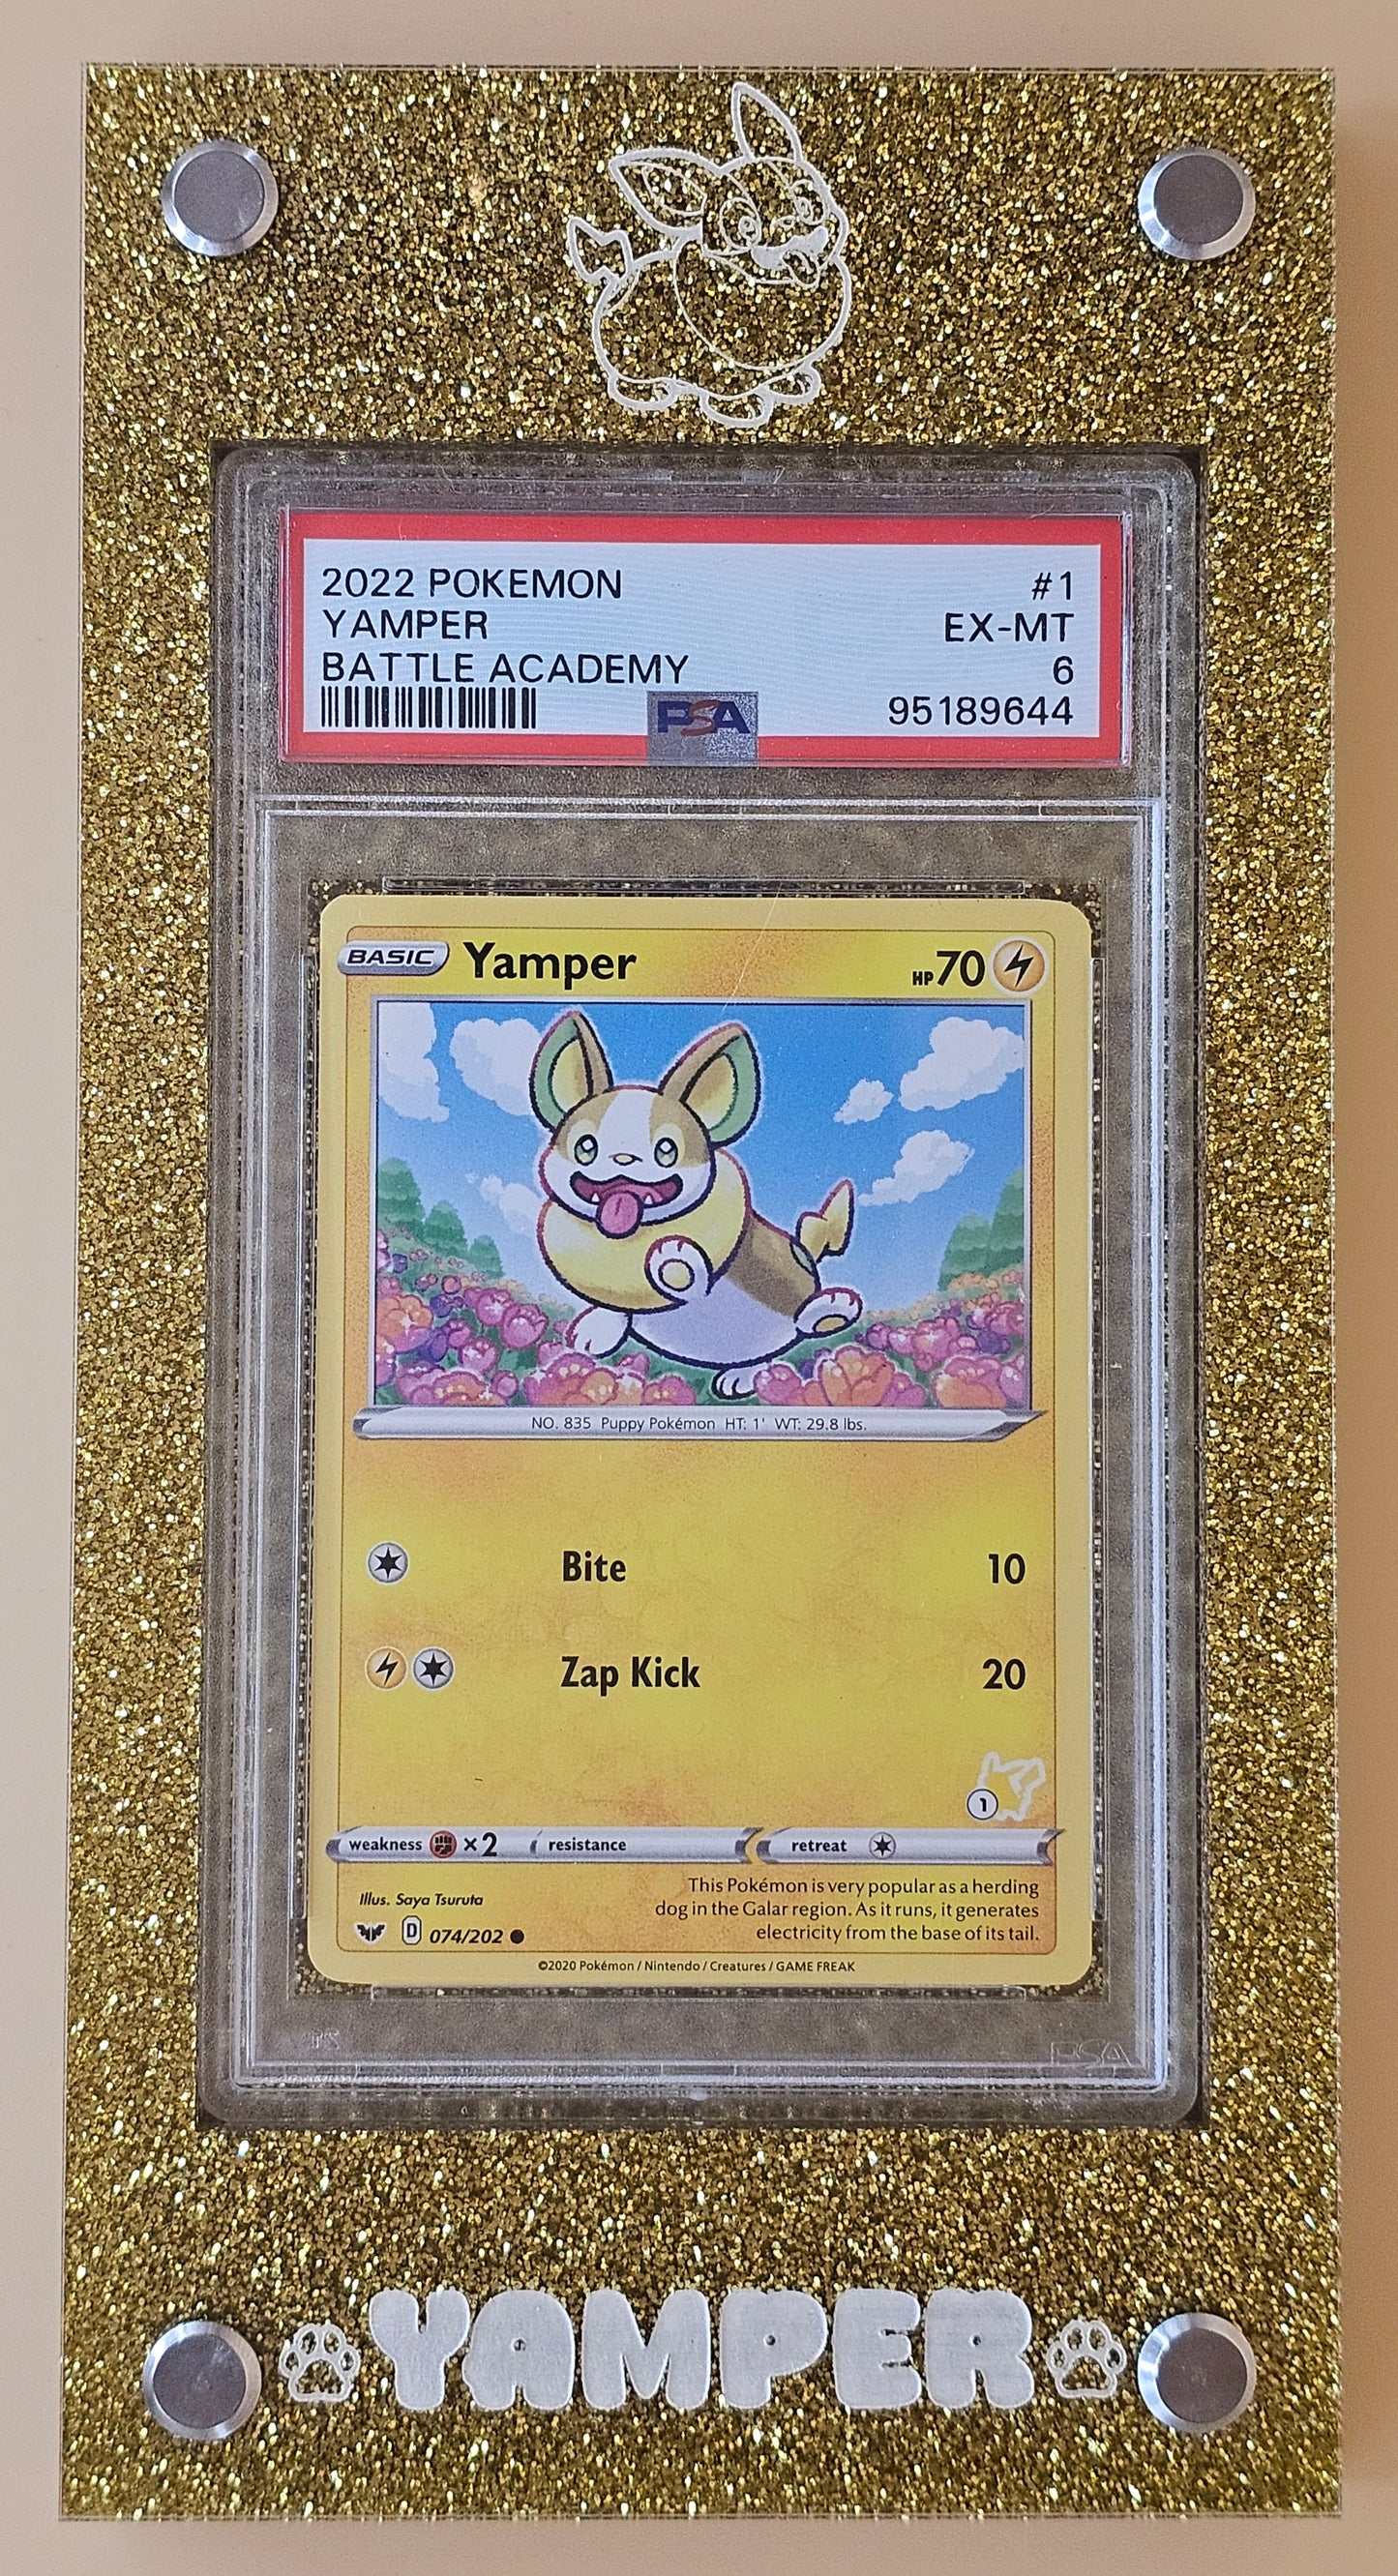 2022 POKEMON #1
YAMPER EX-MT
BATTLE ACADEMY 6
PSA 95189644
BASIC Yamper HP 70
NO. 835 Puppy Pokémon HT: 1' WT: 29.8 lbs.
Bite 10
Zap Kick 20
1
weakness ×2 resistance retreat
Illus. Saya Tsuruta
D 074/202
This Pokémon is very popular as a herding
dog in the Galar region. As it runs, it generates
electricity from the base of its tail.
©2020 Pokémon / Nintendo / Creatures / GAME FREAK
PSA
YAMPER